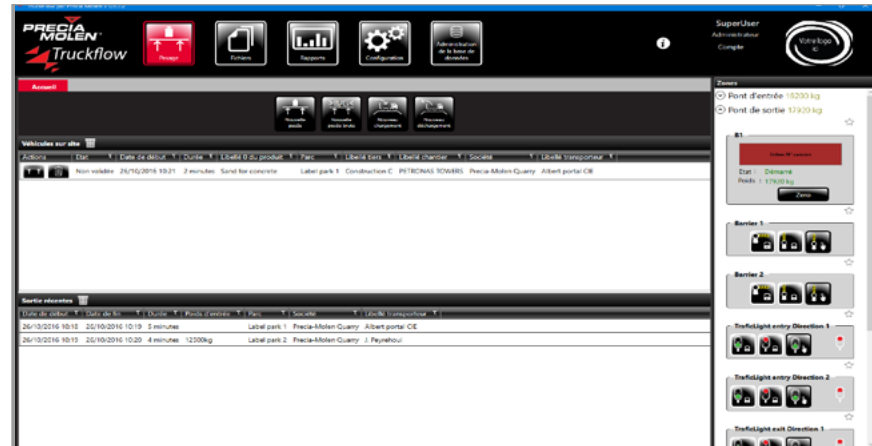 PRECIA
MOLEN
Truckflow
Pesage
Fichiers
Rapports
Configuration
Administration
de la base de
données
SuperUser
Administrateur
Compte
Votre logo
ici
Accueil
Nouvelle
pesée
Nouvelle
pesée brute
Nouveau
chargement
Nouveau
déchargement
Véhicules sur site
Actions Etat Date de début Durée Libellé 0 du produit Parc Libellé tiers Libellé chantier Société Libellé transporteur
Non validée 26/10/2016 10:21 2 minutes Sand for concrete Label park 1 Construction C PETRONAS TOWERS Precia-Molen Quarry Albert portal CIE
Sortie récentes
Date de début Date de fin Durée Poids d'entrée Parc Société Libellé transporteur
26/10/2016 10:15 26/10/2016 10:19 5 minutes Label park 1 Precia-Molen Quarry Albert portal CIE
26/10/2016 10:15 26/10/2016 10:20 4 minutes 12500kg Label park 2 Precia-Molen Quarry J. Peyrehoul
Zones
Pont d'entrée 18200 kg
Pont de sortie 17920 kg
B1
Etat : Démarré
Poids : 17920 kg
Zero
Barrier 1
Barrier 2
TraficLight entry Direction 1
TraficLight entry Direction 2
TraficLight exit Direction 1